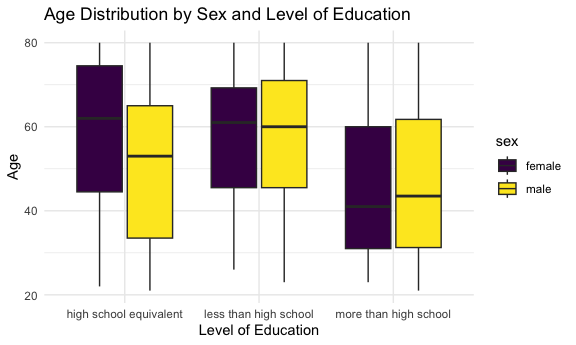 Age Distribution by Sex and Level of Education
80
60
40
20
Age
high school equivalent
less than high school
more than high school
Level of Education
sex
female
male